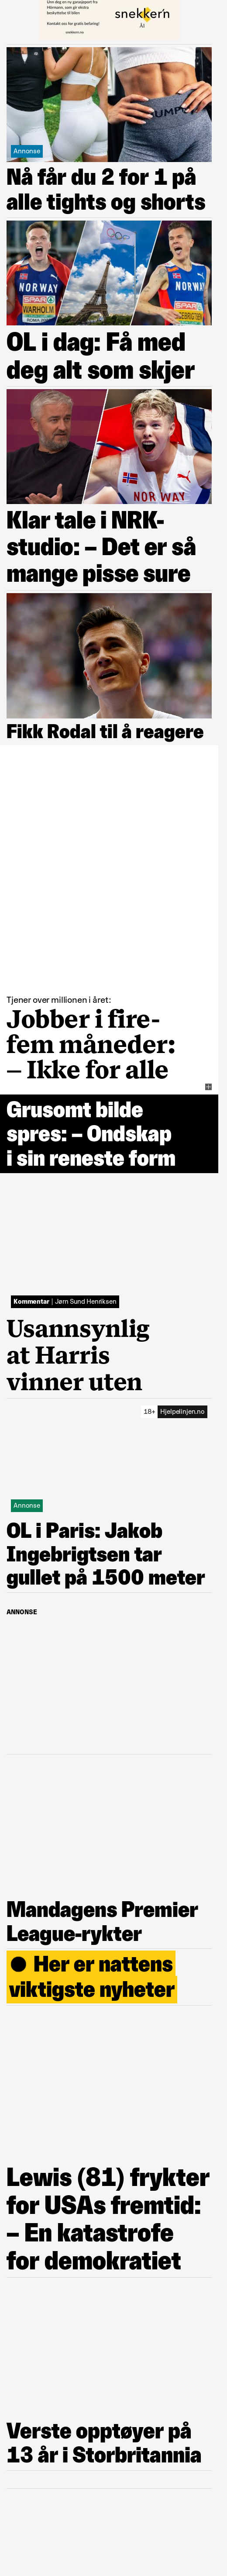 Unn deg en ny garasjeport fra
Hörmann, som gir ekstra
beskyttelse til bilen
Kontakt oss for gratis befaring!
snekkern.no
snekker'n
ÅS
Annonse
Nå får du 2 for 1 på
alle tights og shorts
NORWAY
SPAR
WARHOLM
NORWAY
SPAR
OL i dag: Få med
deg alt som skjer
NORWAY
Klar tale i NRK-
studio: – Det er så
mange pisse sure
Fikk Rodal til å reagere
Tjener over millionen i året:
Jobber i fire-
fem måneder:
– Ikke for alle
Grusomt bilde
spres: – Ondskap
i sin reneste form
Kommentar | Jørn Sund Henriksen
Usannsynlig
at Harris
vinner uten
18+ Hjelpelinjen.no
Annonse
OL i Paris: Jakob
Ingebrigtsen tar
gullet på 1500 meter
ANNONSE
Mandagens Premier
League-rykter
Her er nattens
viktigste nyheter
Lewis (81) frykter
for USAs fremtid:
– En katastrofe
for demokratiet
Verste opptøyer på
13 år i Storbritannia